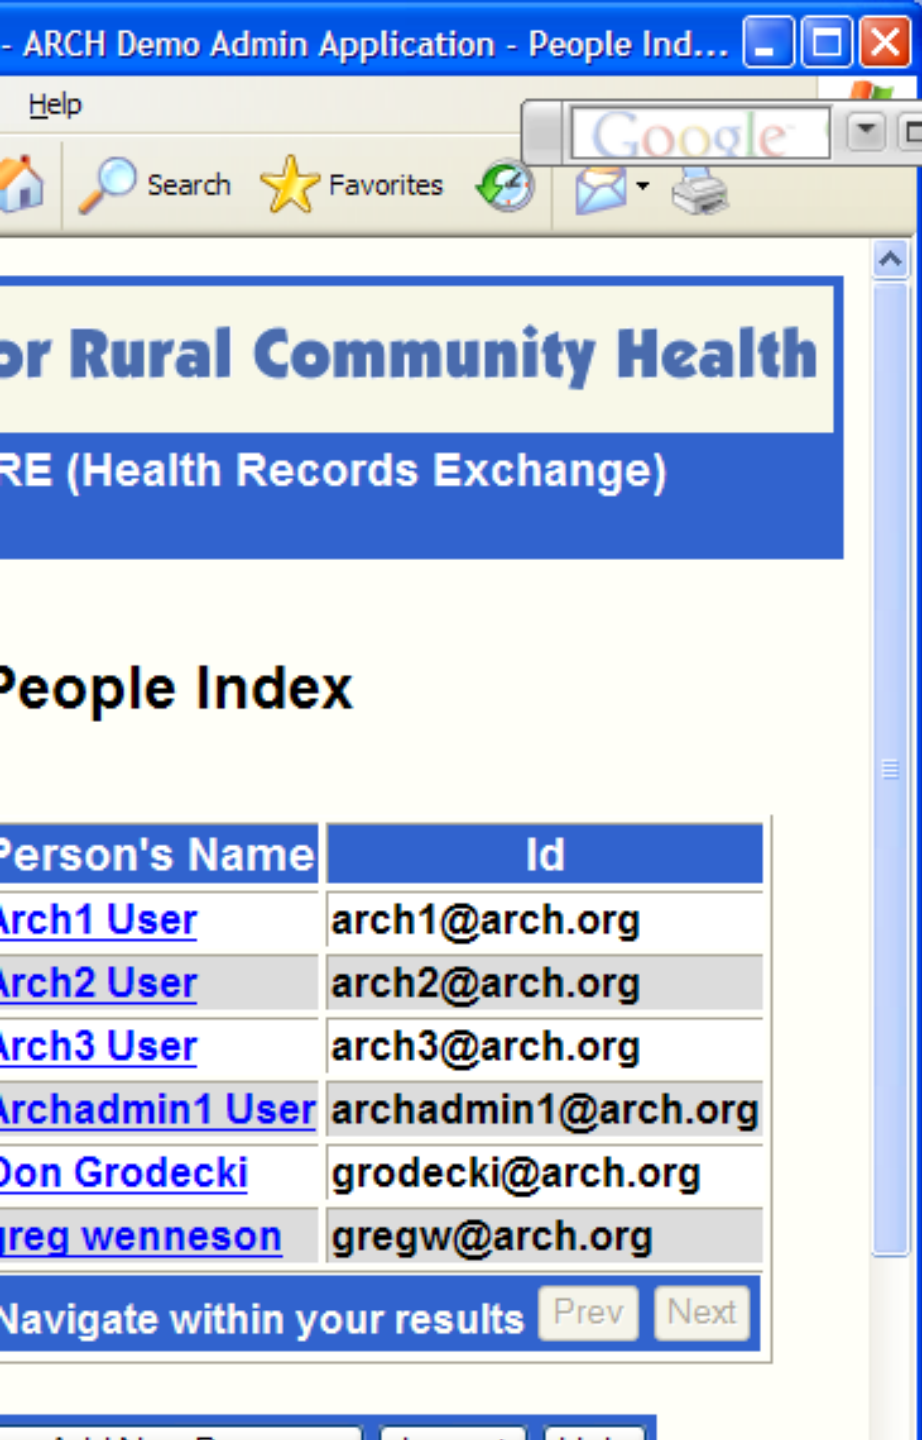 - ARCH Demo Admin Application - People Ind...
Help
Google
Search Favorites
or Rural Community Health
RE (Health Records Exchange)
People Index
Person's Name Id
Arch1 User arch1@arch.org
Arch2 User arch2@arch.org
Arch3 User arch3@arch.org
Archadmin1 User archadmin1@arch.org
Don Grodecki grodecki@arch.org
greg wenneson gregw@arch.org
Navigate within your results Prev Next